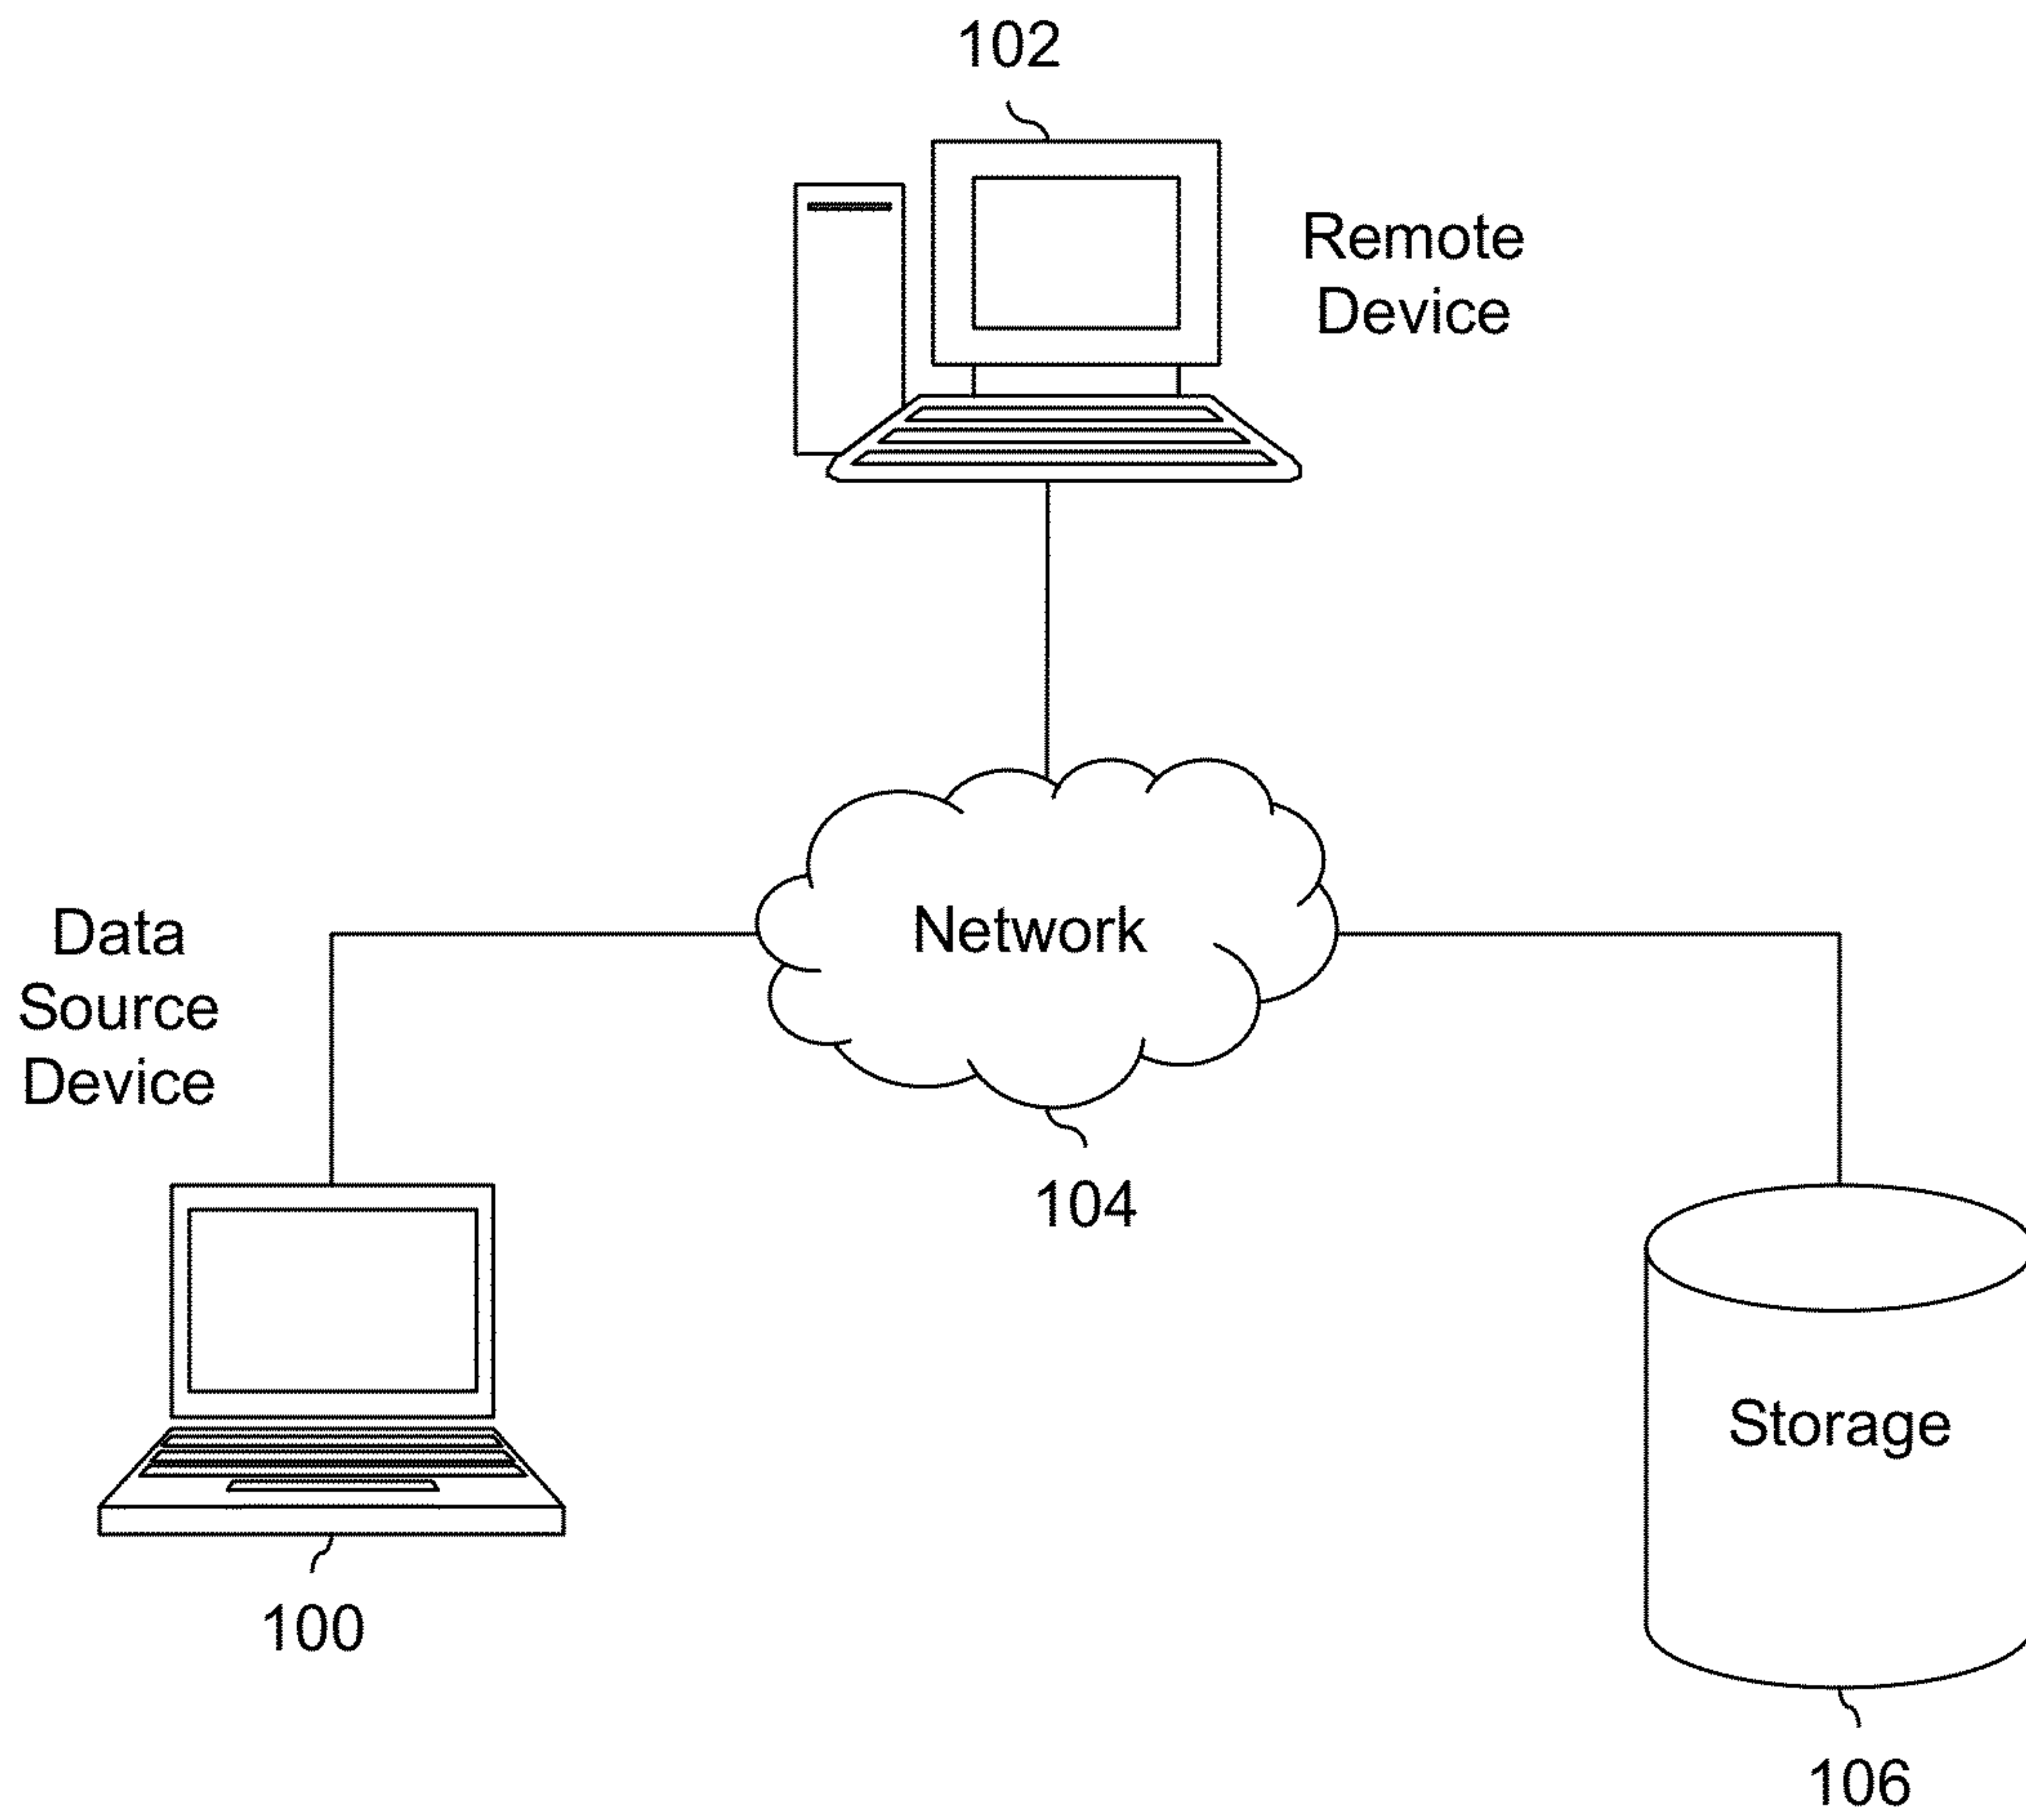 102
Remote
Device
Network
104
Data
Source
Device
100
Storage
106